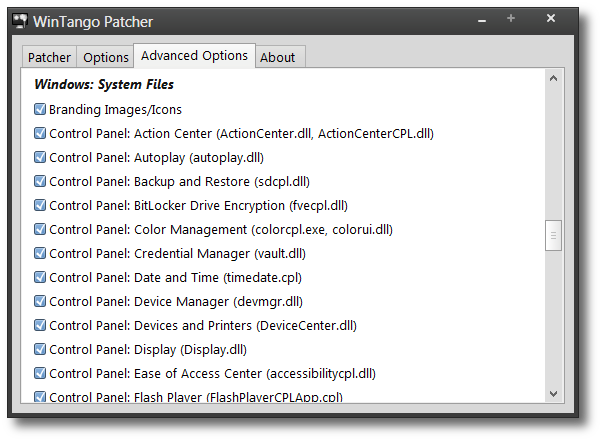 WinTango Patcher
Patcher Options Advanced Options About
Windows: System Files
Branding Images/Icons
Control Panel: Action Center (ActionCenter.dll, ActionCenterCPL.dll)
Control Panel: Autoplay (autoplay.dll)
Control Panel: Backup and Restore (sdcpl.dll)
Control Panel: BitLocker Drive Encryption (fvecpl.dll)
Control Panel: Color Management (colorcpl.exe, colorui.dll)
Control Panel: Credential Manager (vault.dll)
Control Panel: Date and Time (timedate.cpl)
Control Panel: Device Manager (devmgr.dll)
Control Panel: Devices and Printers (DeviceCenter.dll)
Control Panel: Display (Display.dll)
Control Panel: Ease of Access Center (accessibilitycpl.dll)
Control Panel: Flash Player (FlashPlayerCPLApp.cpl)